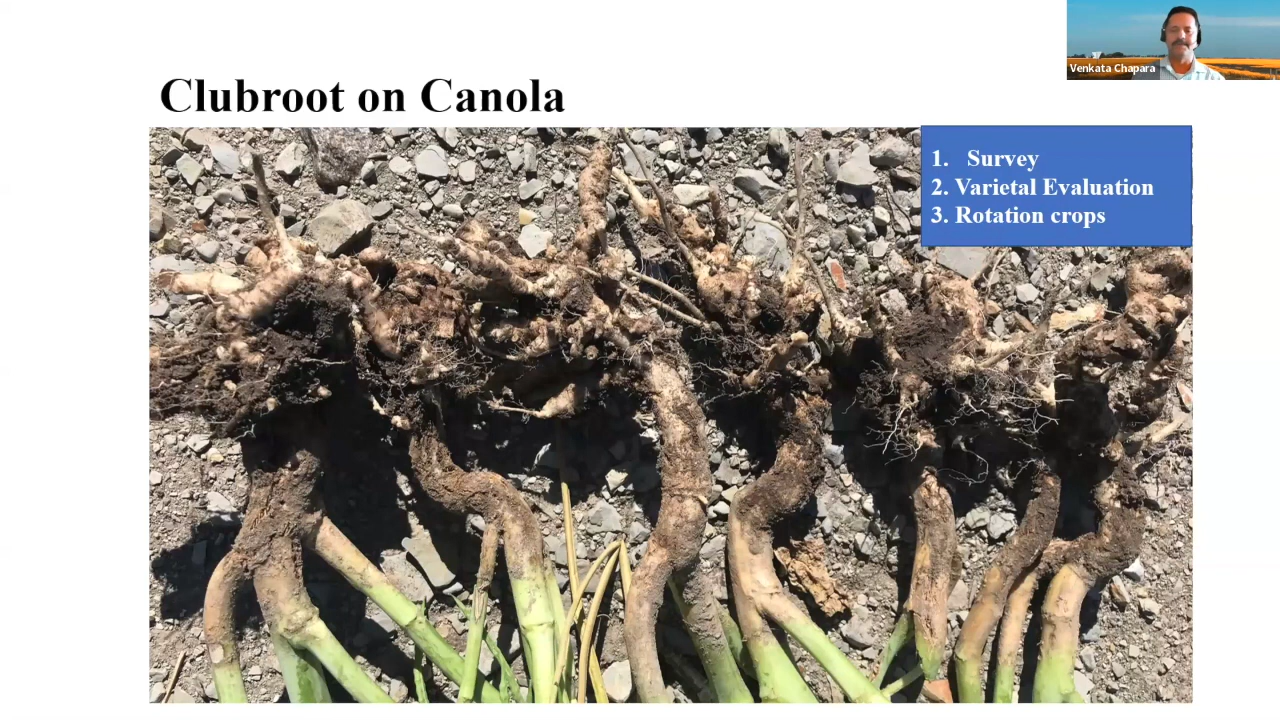 Venkata Chapara
Clubroot on Canola
1. Survey
2. Varietal Evaluation
3. Rotation crops